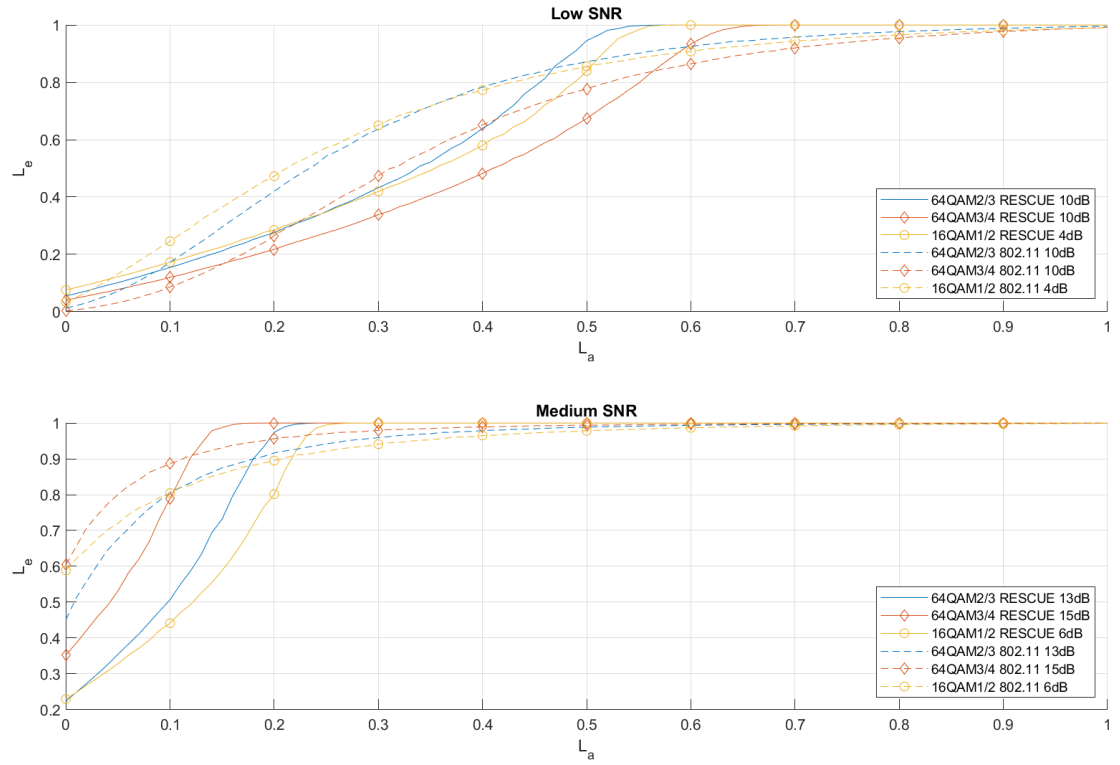 Low SNR
1
0.8
0.6
0.4
0.2
0
L_e
0 0.1 0.2 0.3 0.4 0.5 0.6 0.7 0.8 0.9 1
L_a
64QAM2/3 RESCUE 10dB
64QAM3/4 RESCUE 10dB
16QAM1/2 RESCUE 4dB
64QAM2/3 802.11 10dB
64QAM3/4 802.11 10dB
16QAM1/2 802.11 4dB
Medium SNR
1
0.9
0.8
0.7
0.6
0.5
0.4
0.3
0.2
L_e
0 0.1 0.2 0.3 0.4 0.5 0.6 0.7 0.8 0.9 1
L_a
64QAM2/3 RESCUE 13dB
64QAM3/4 RESCUE 15dB
16QAM1/2 RESCUE 6dB
64QAM2/3 802.11 13dB
64QAM3/4 802.11 15dB
16QAM1/2 802.11 6dB